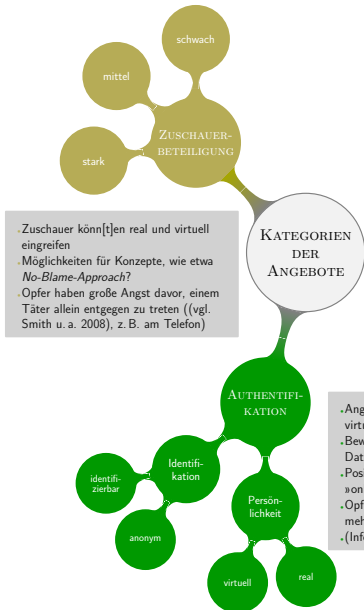 schwach
mittel
stark
ZUSCHAUER-
BETEILIGUNG
• Zuschauer könn[t]en real und virtuell
eingreifen
• Möglichkeiten für Konzepte, wie etwa
No-Blame-Approach?
• Opfer haben große Angst davor, einem
Täter allein entgegen zu treten ((vgl.
Smith u. a. 2008), z. B. am Telefon)
KATEGORIEN
DER
ANGEBOTE
AUTHENTIFI-
KATION
Identifi-
kation
identifi-
zierbar
anonym
Persön-
lichkeit
virtuell
real
• Ang
virtu
• Bew
Dat
• Posi
»on
• Opf
meh
• (Infe